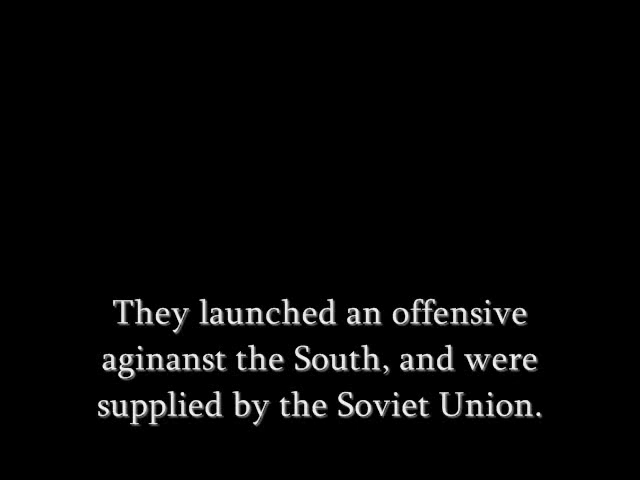 They launched an offensive
aginanst the South, and were
supplied by the Soviet Union.